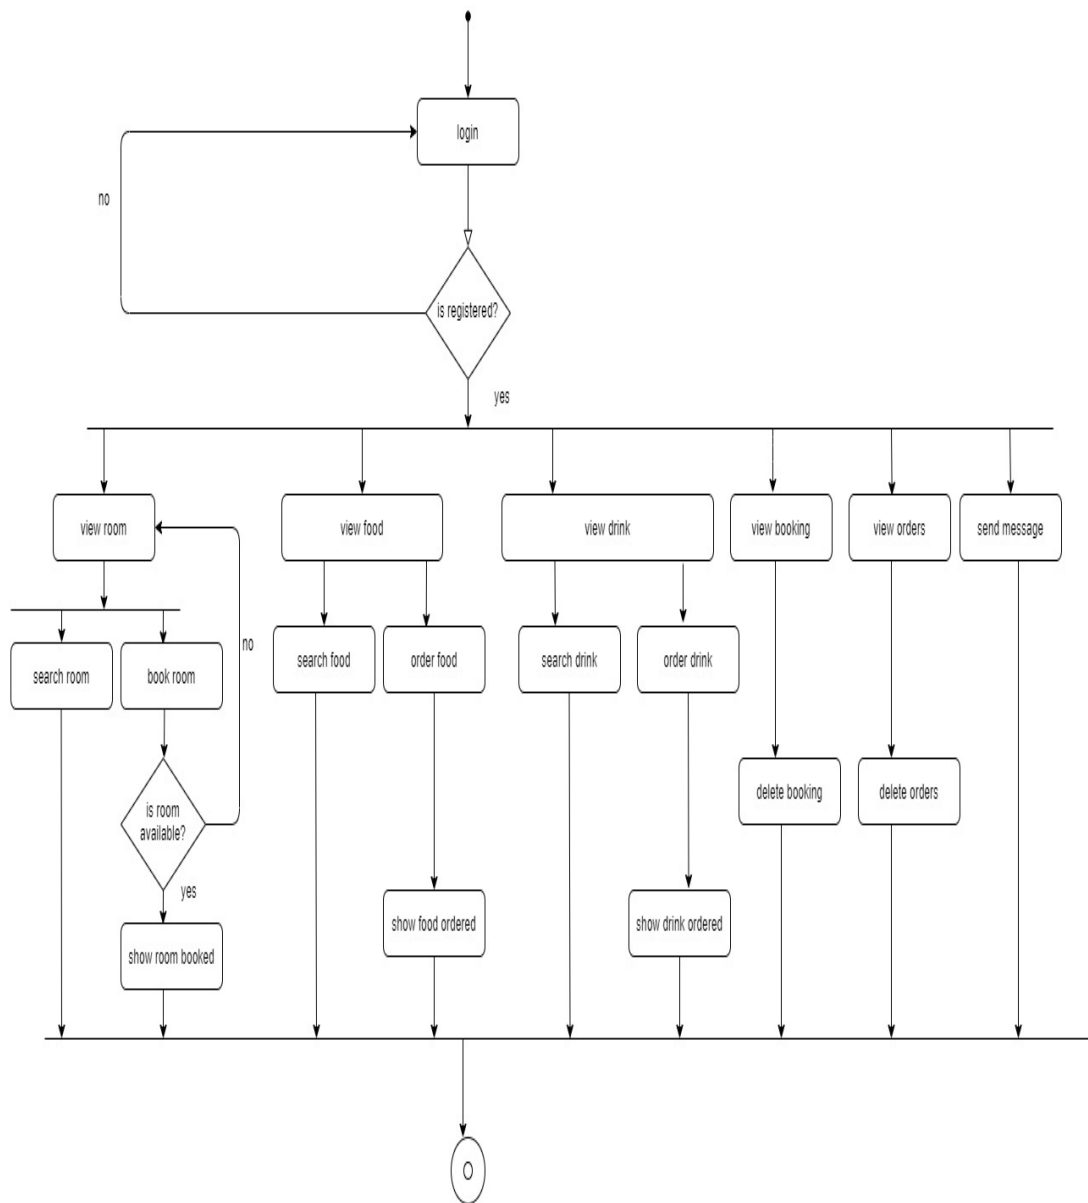 login
no
is registered?
yes
view room
view food
view drink
view booking
view orders
send message
no
search room
book room
search food
order food
search drink
order drink
is room
available?
delete booking
delete orders
yes
show room booked
show food ordered
show drink ordered